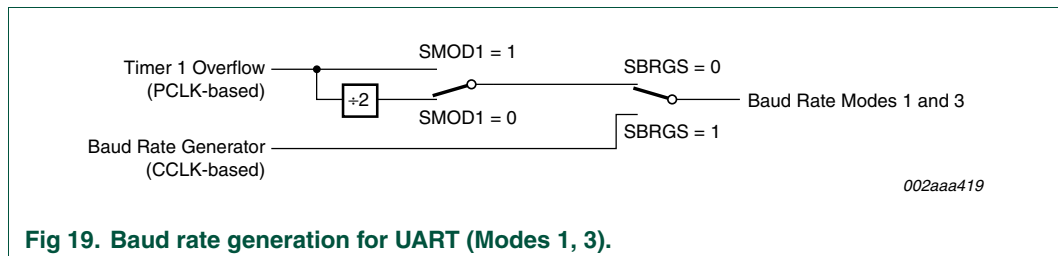 SMOD1 = 1
Timer 1 Overflow
(PCLK-based)
÷2
SMOD1 = 0
SBRGS = 0
Baud Rate Modes 1 and 3
SBRGS = 1
Baud Rate Generator
(CCLK-based)
002aaa419
Fig 19. Baud rate generation for UART (Modes 1, 3).